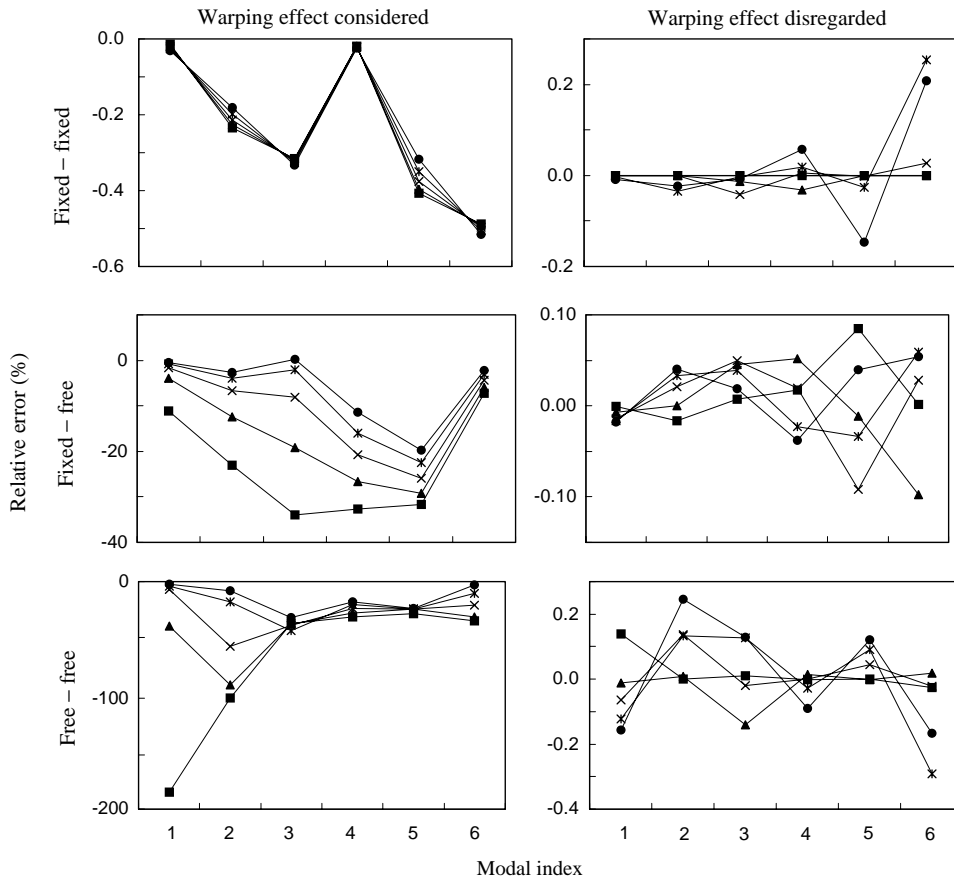 Warping effect considered
Warping effect disregarded
0.0
-0.2
-0.4
-0.6
Fixed – fixed
0.2
0.0
-0.2
0
-20
-40
Fixed – free
Relative error (%)
0.10
0.00
-0.10
0
-100
-200
Free – free
0.2
0.0
-0.2
-0.4
1 2 3 4 5 6
1 2 3 4 5 6
Modal index